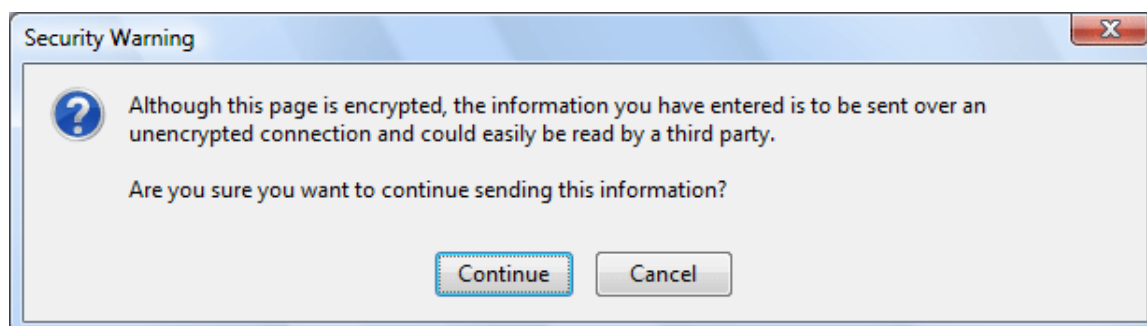 Security Warning
Although this page is encrypted, the information you have entered is to be sent over an
unencrypted connection and could easily be read by a third party.
Are you sure you want to continue sending this information?
Continue Cancel